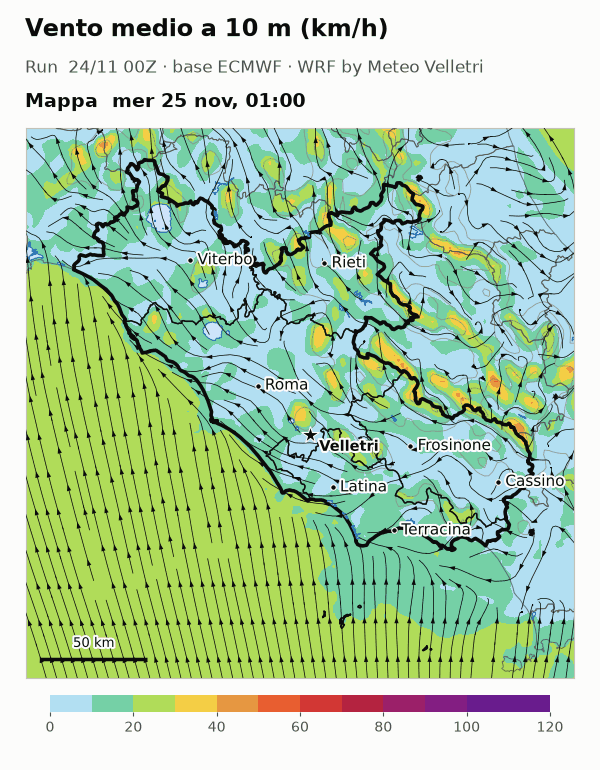 Vento medio a 10 m (km/h)
Run  24/11 00Z · base ECMWF · WRF by Meteo Velletri
Mappa  mer 25 nov, 01:00
Viterbo
Rieti
Roma
Velletri
Frosinone
Cassino
Latina
Terracina
50 km
0 20 40 60 80 100 120